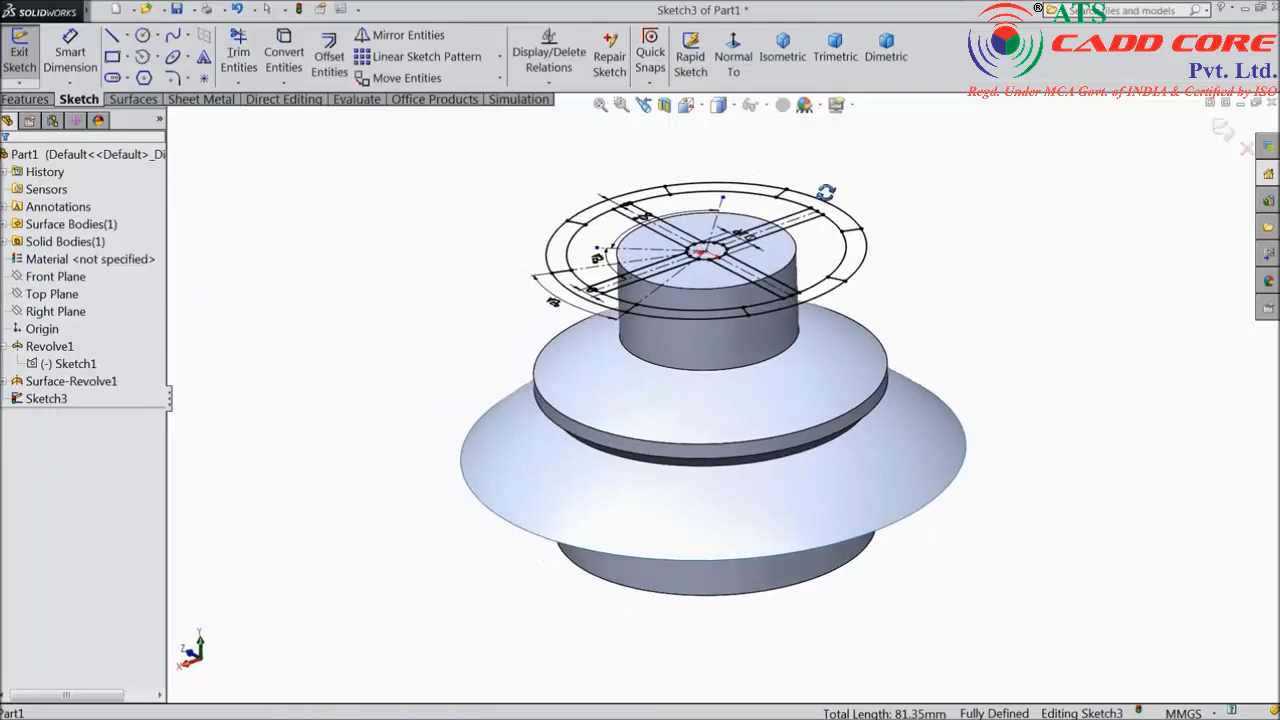 SOLIDWORKS
Sketch3 of Part1 *
Search files and models
® ATS
CADD CORE
Pvt. Ltd.
Regd. Under MCA Govt. of INDIA & Certified by ISO
Exit Sketch
Smart Dimension
Trim Entities
Convert Entities
Offset Entities
Mirror Entities
Linear Sketch Pattern
Move Entities
Display/Delete Relations
Repair Sketch
Quick Snaps
Rapid Sketch
Normal To
Isometric
Trimetric
Dimetric
Features
Sketch
Surfaces
Sheet Metal
Direct Editing
Evaluate
Office Products
Simulation
Part1 (Default<<Default>_Di
History
Sensors
Annotations
Surface Bodies(1)
Solid Bodies(1)
Material <not specified>
Front Plane
Top Plane
Right Plane
Origin
Revolve1
(-) Sketch1
Surface-Revolve1
Sketch3
Y
Z
X
Part1
Total Length: 81.35mm
Fully Defined
Editing Sketch3
MMGS